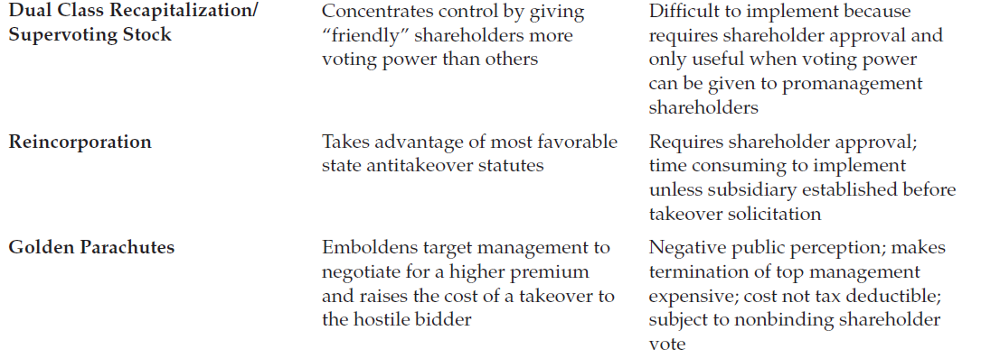 Dual Class Recapitalization/
Supervoting Stock
Concentrates control by giving
“friendly” shareholders more
voting power than others
Difficult to implement because
requires shareholder approval and
only useful when voting power
can be given to promanagement
shareholders
Reincorporation
Takes advantage of most favorable
state antitakeover statutes
Requires shareholder approval;
time consuming to implement
unless subsidiary established before
takeover solicitation
Golden Parachutes
Emboldens target management to
negotiate for a higher premium
and raises the cost of a takeover to
the hostile bidder
Negative public perception; makes
termination of top management
expensive; cost not tax deductible;
subject to nonbinding shareholder
vote